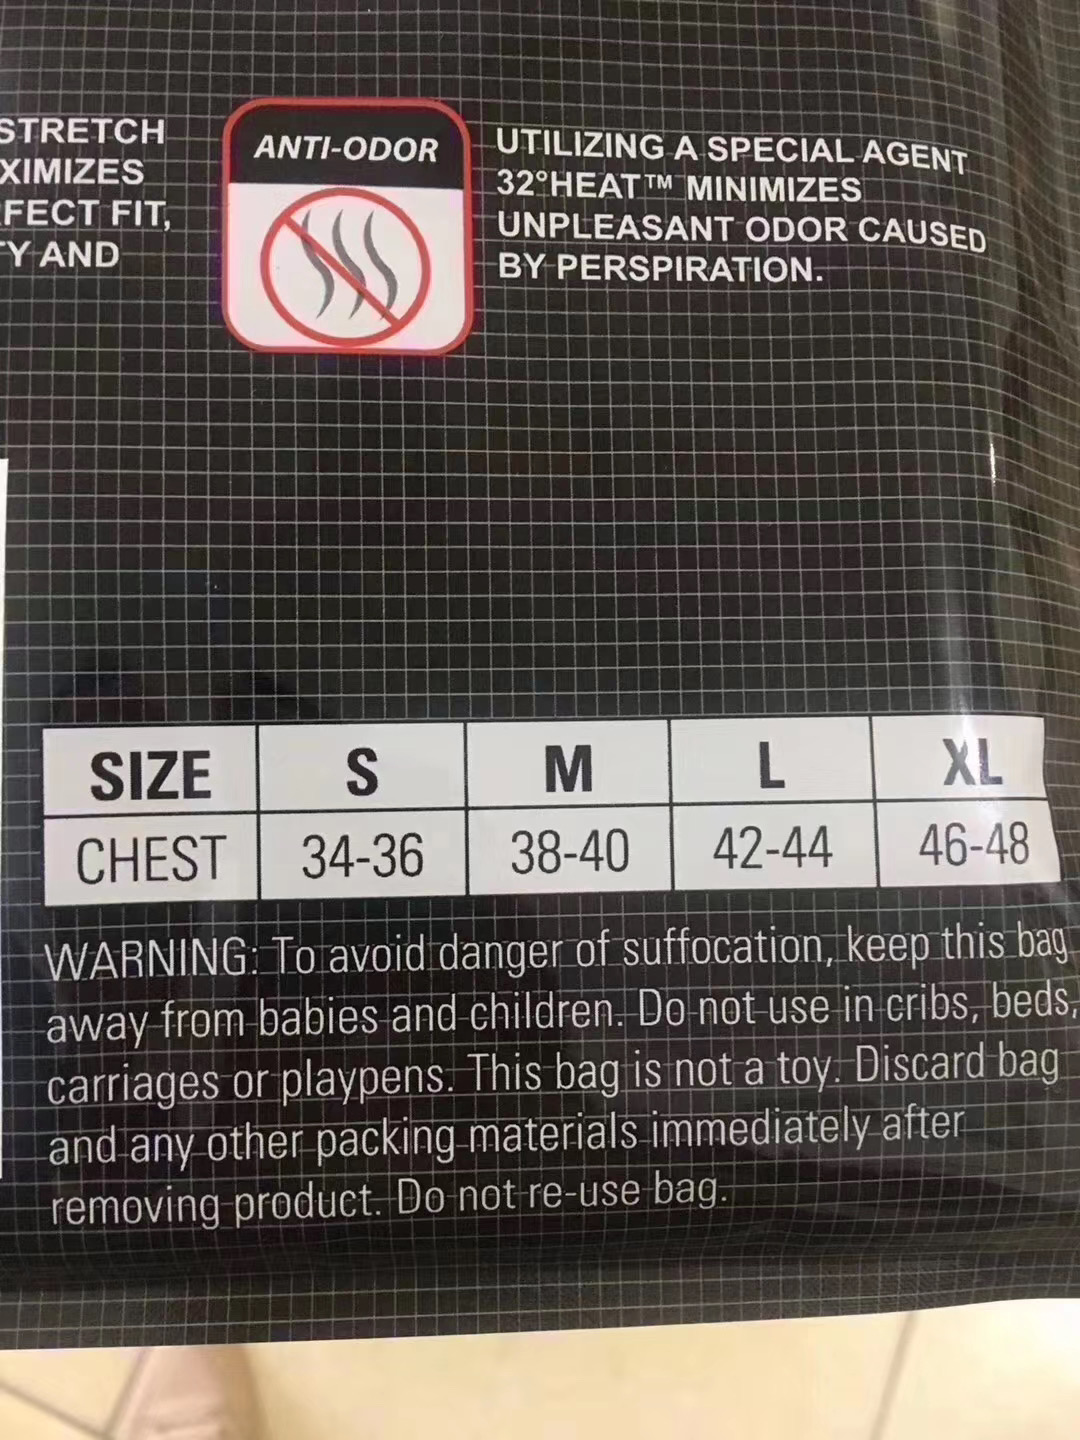 STRETCH
XIMIZES
FECT FIT,
Y AND
ANTI-ODOR
UTILIZING A SPECIAL AGENT
32°HEAT™ MINIMIZES
UNPLEASANT ODOR CAUSED
BY PERSPIRATION.
SIZE S M L XL
CHEST 34-36 38-40 42-44 46-48
WARNING: To avoid danger of suffocation, keep this bag
away from babies and children. Do not use in cribs, beds,
carriages or playpens. This bag is not a toy. Discard bag
and any other packing materials immediately after
removing product. Do not re-use bag.